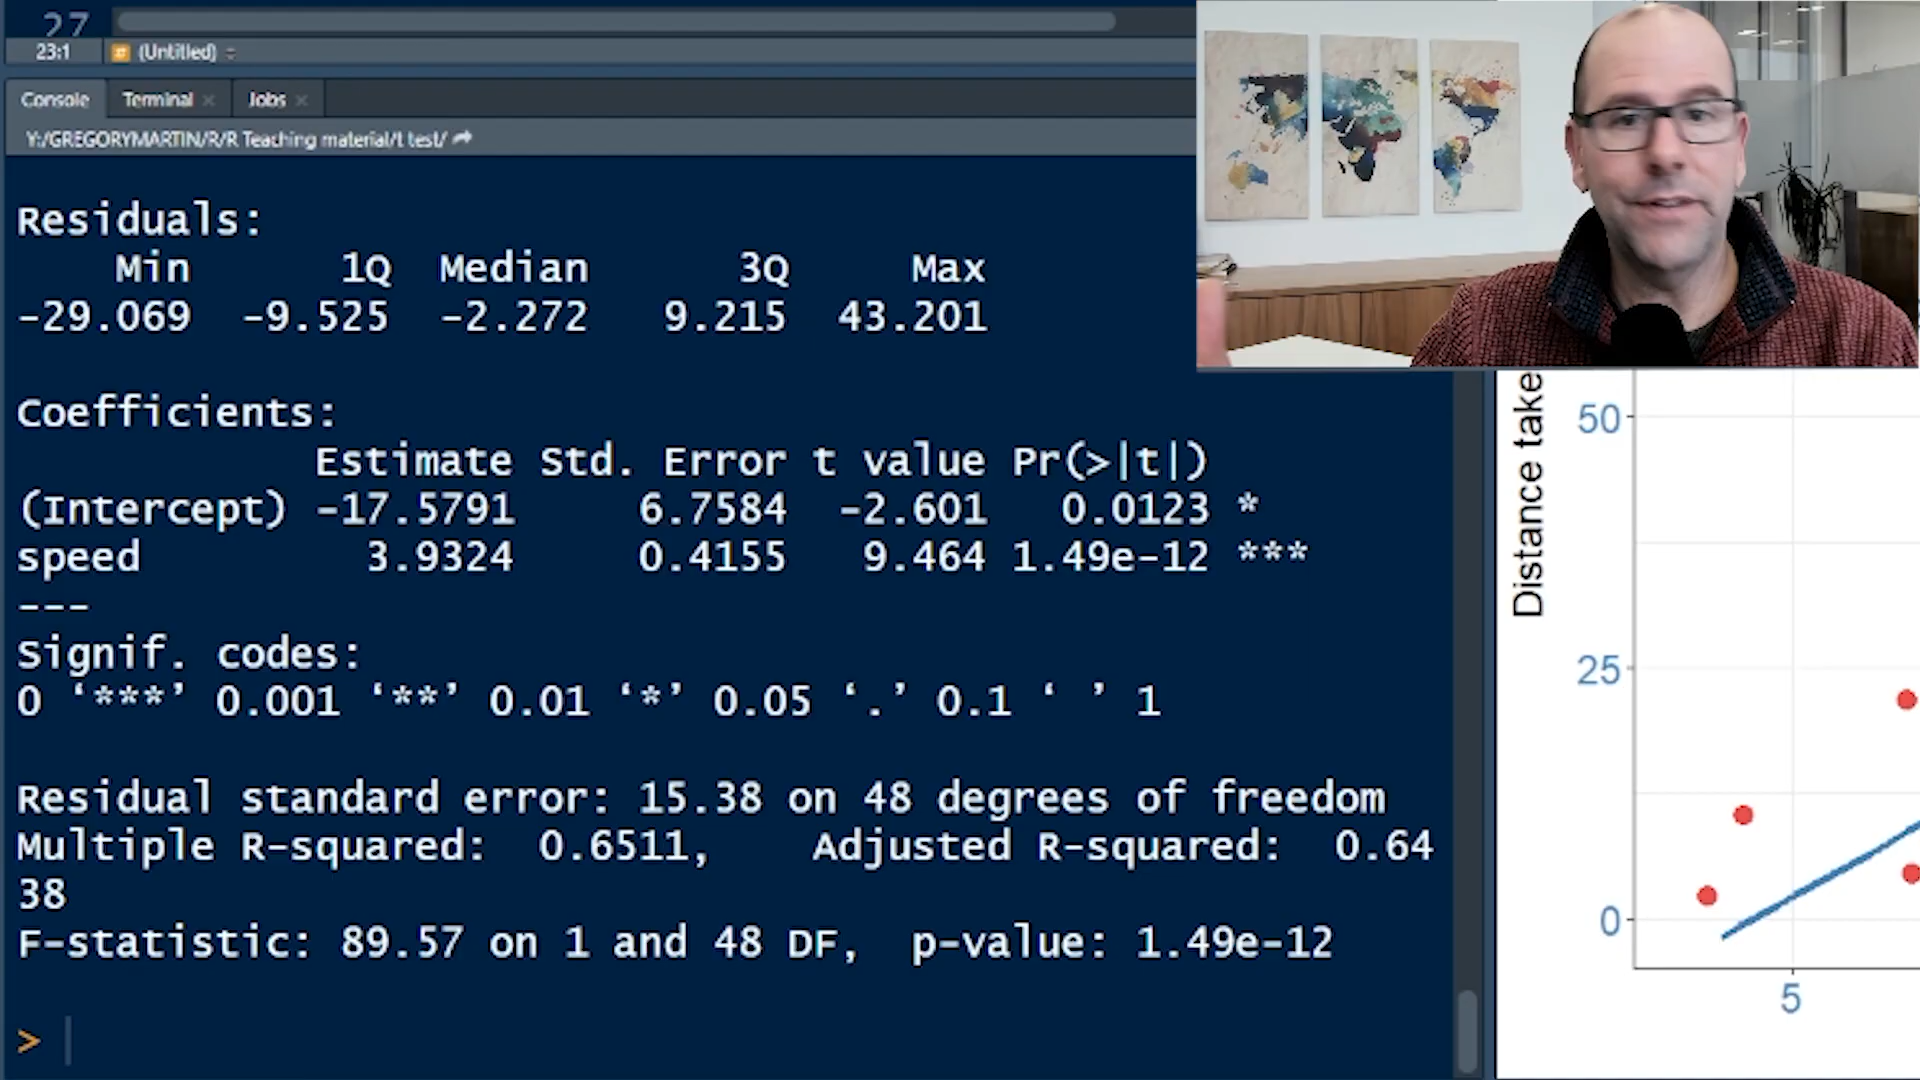 27
23:1 (Untitled)
Console Terminal Jobs
Y:/GREGORYMARTIN/R/R Teaching material/t test/
Residuals:
Min 1Q Median 3Q Max
-29.069 -9.525 -2.272 9.215 43.201
Coefficients:
Estimate Std. Error t value Pr(>|t|)
(Intercept) -17.5791 6.7584 -2.601 0.0123 *
speed 3.9324 0.4155 9.464 1.49e-12 ***
---
Signif. codes:
0 ‘***’ 0.001 ‘**’ 0.01 ‘*’ 0.05 ‘.’ 0.1 ‘ ’ 1
Residual standard error: 15.38 on 48 degrees of freedom
Multiple R-squared: 0.6511, Adjusted R-squared: 0.64
38
F-statistic: 89.57 on 1 and 48 DF, p-value: 1.49e-12
>
Distance take
50
25
0
5